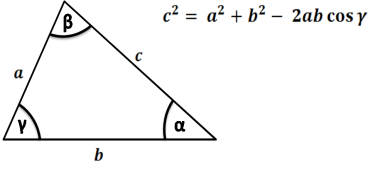 β
c² = a² + b² − 2ab cos γ
c
a
γ
α
b